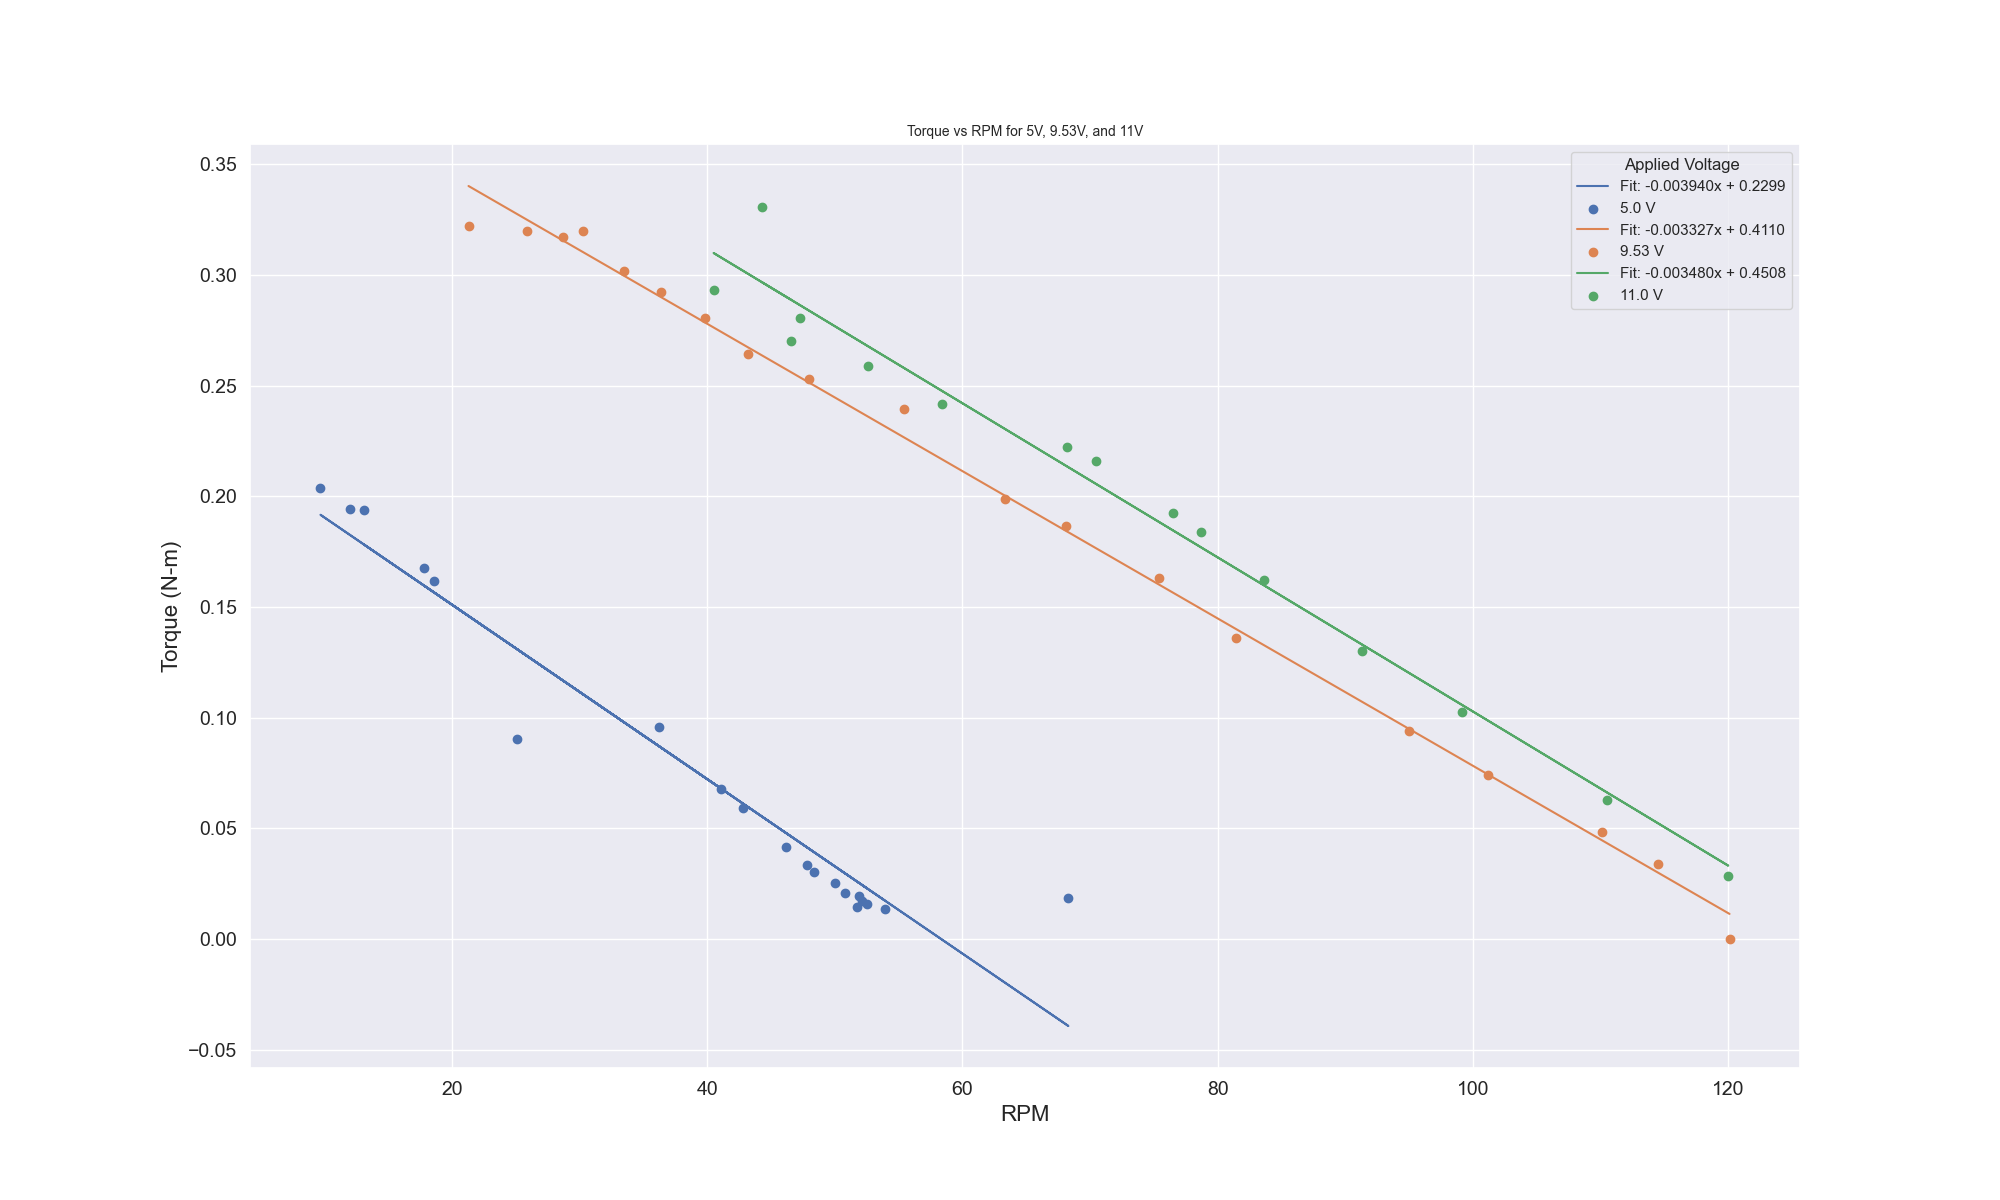 Torque vs RPM for 5V, 9.53V, and 11V
Applied Voltage
Fit: -0.003940x + 0.2299
5.0 V
Fit: -0.003327x + 0.4110
9.53 V
Fit: -0.003480x + 0.4508
11.0 V
0.35
0.30
0.25
0.20
0.15
0.10
0.05
0.00
−0.05
Torque (N-m)
20 40 60 80 100 120
RPM